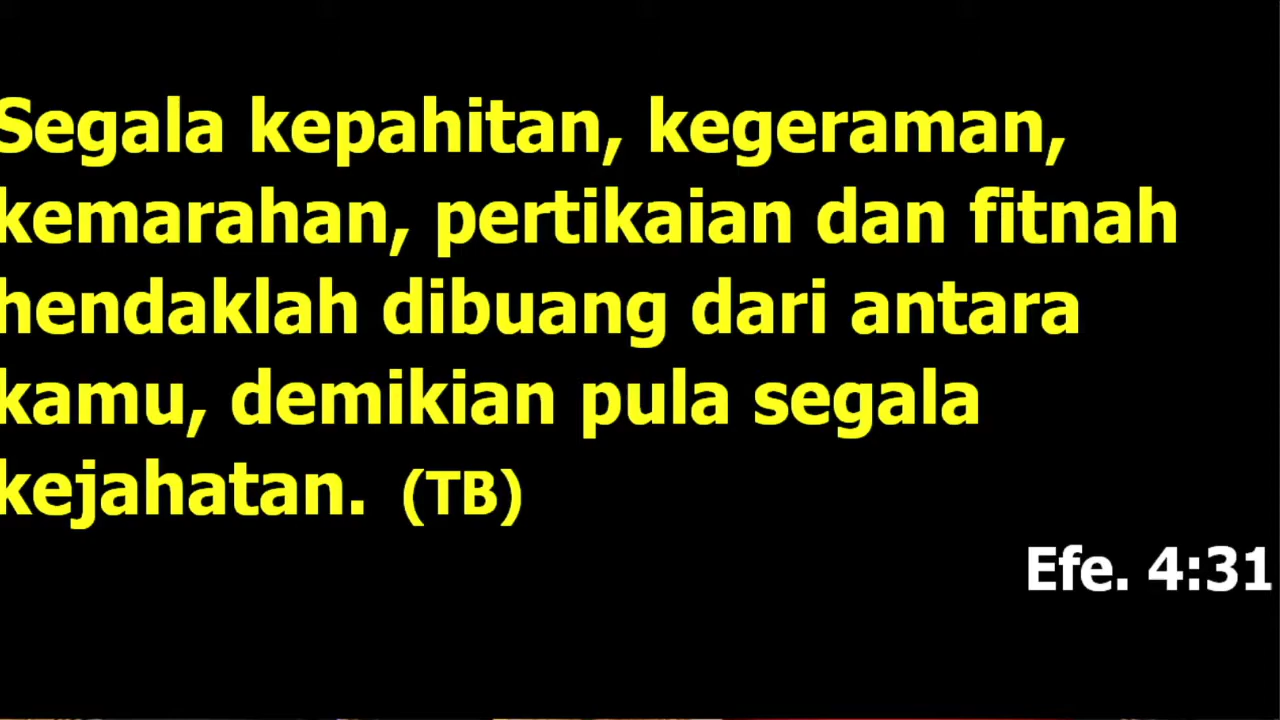 Segala kepahitan, kegeraman,
kemarahan, pertikaian dan fitnah
hendaklah dibuang dari antara
kamu, demikian pula segala
kejahatan. (TB)
Efe. 4:31